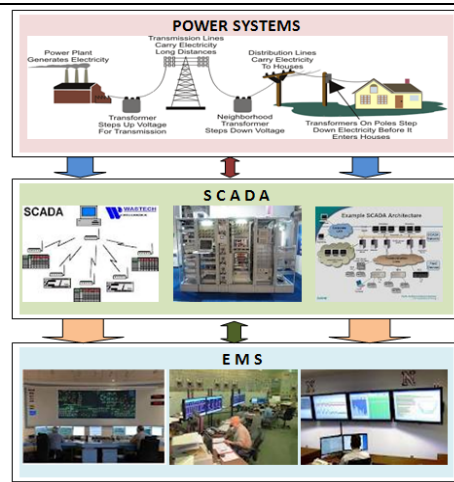 POWER SYSTEMS
Power Plant
Generates Electricity
Transmission Lines
Carry Electricity
Long Distances
Distribution Lines
Carry Electricity
To Houses
Transformer
Steps Up Voltage
For Transmission
Neighborhood
Transformer
Steps Down Voltage
Transformers On Poles Step
Down Electricity Before It
Enters Houses
SCADA
SCADA
WAGTECH
Example SCADA Architecture
EMS